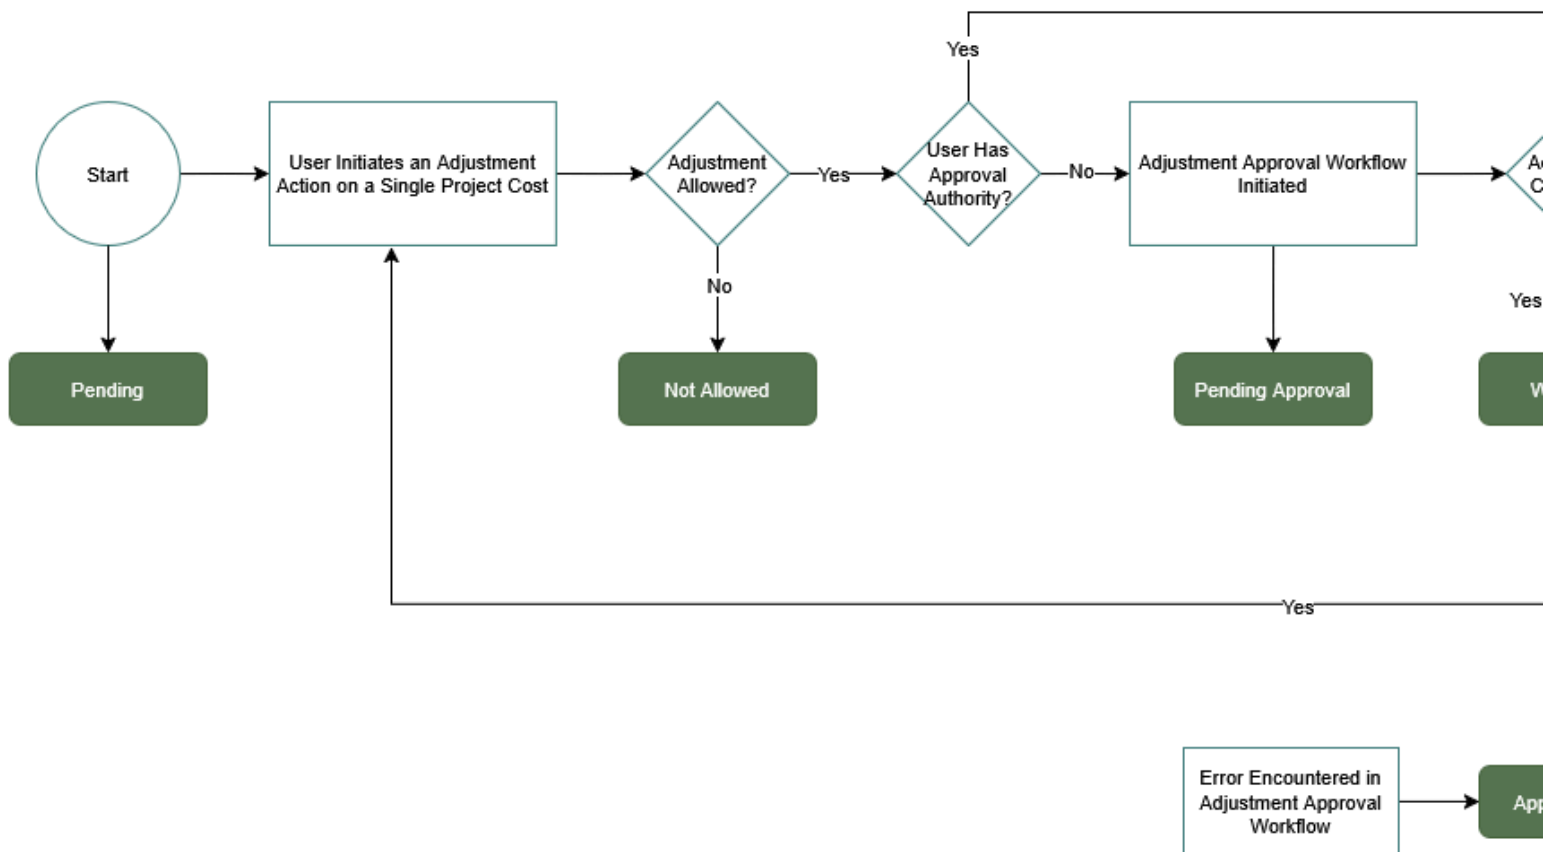 Yes
Start
User Initiates an Adjustment
Action on a Single Project Cost
Adjustment
Allowed?
Yes
User Has
Approval
Authority?
No
Adjustment Approval Workflow
Initiated
No
Yes
Pending
Not Allowed
Pending Approval
Yes
Error Encountered in
Adjustment Approval
Workflow